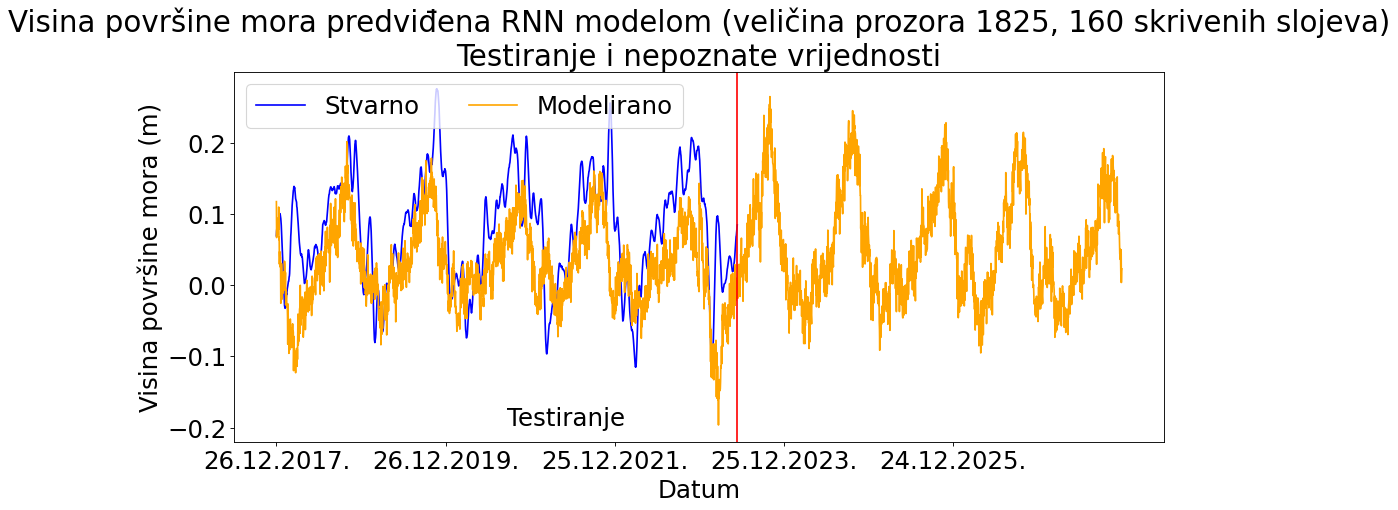 Visina površine mora predviđena RNN modelom (veličina prozora 1825, 160 skrivenih slojeva)
Testiranje i nepoznate vrijednosti
Stvarno
Modelirano
Visina površine mora (m)
0.2
0.1
0.0
−0.1
−0.2
Testiranje
26.12.2017.
26.12.2019.
25.12.2021.
25.12.2023.
24.12.2025.
Datum